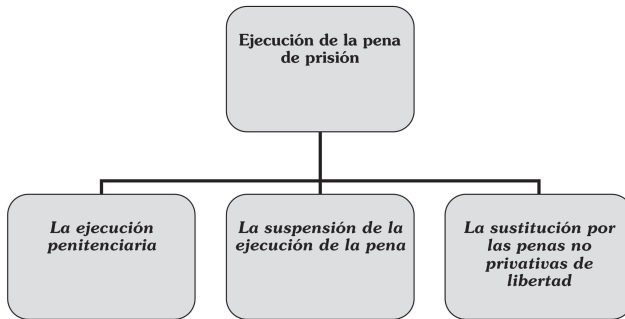 Ejecución de la pena
de prisión
La ejecución
penitenciaria
La suspensión de la
ejecución de la pena
La sustitución por
las penas no
privativas de
libertad